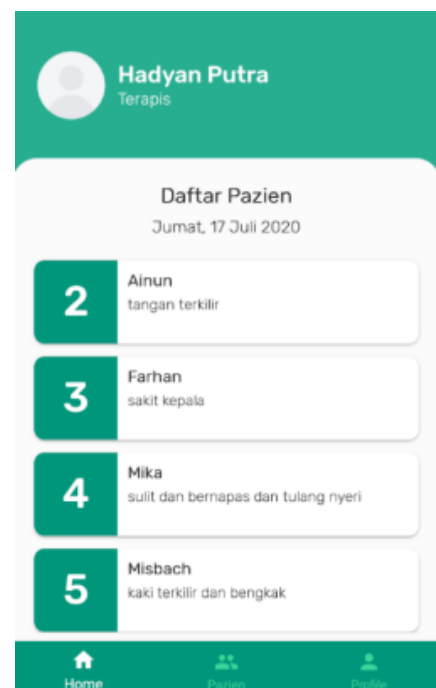 Hadyan Putra
Terapis
Daftar Pazien
Jumat, 17 Juli 2020
2
Ainun
tangan terkilir
3
Farhan
sakit kepala
4
Mika
sulit dan bernapas dan tulang nyeri
5
Misbach
kaki terkilir dan bengkak
Home
Pazien
Profile